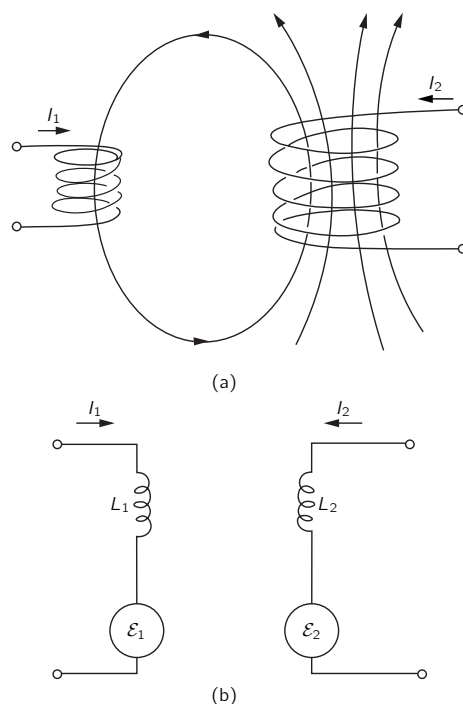 I₁
I₂
(a)
I₁
I₂
L₁
L₂
ℰ₁
ℰ₂
(b)